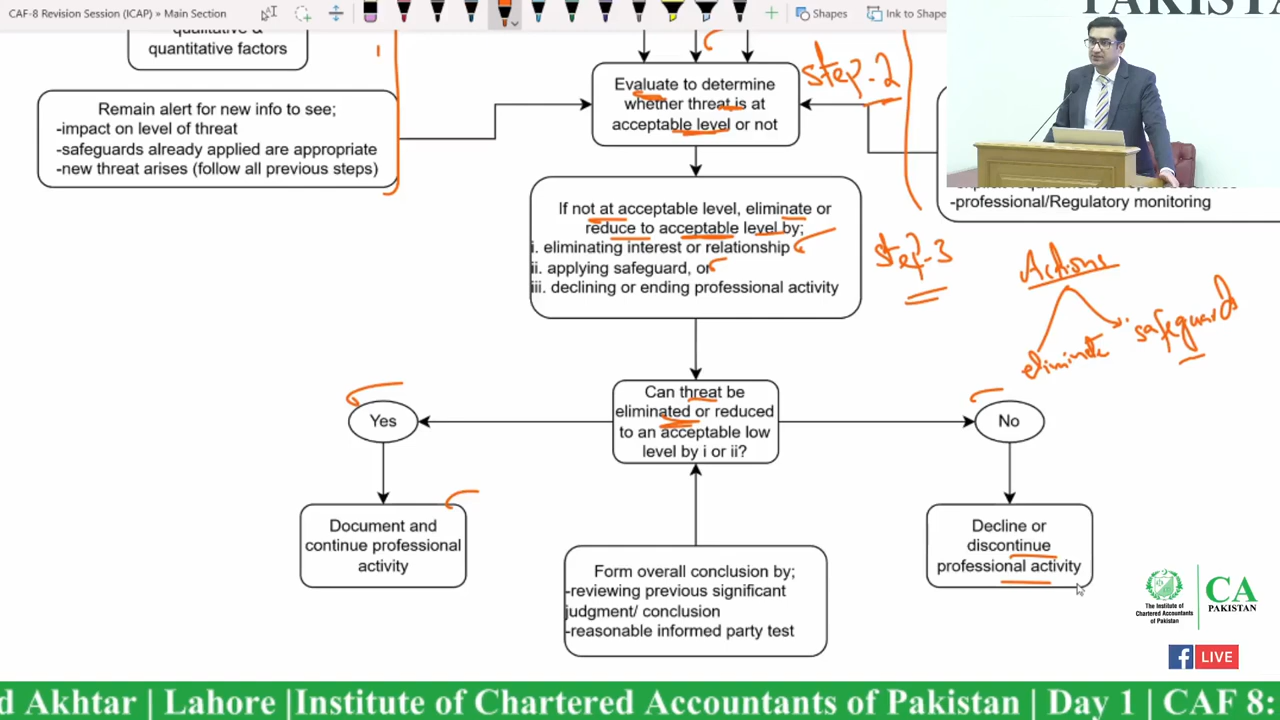 CAF-8 Revision Session (ICAP) » Main Section
Shapes
Ink to Shape
PAKISTAN
qualitative &
quantitative factors
Remain alert for new info to see;
-impact on level of threat
-safeguards already applied are appropriate
-new threat arises (follow all previous steps)
Evaluate to determine
whether threat is at
acceptable level or not
step-2
-professional/Regulatory monitoring
If not at acceptable level, eliminate or
reduce to acceptable level by;
i. eliminating interest or relationship
ii. applying safeguard, or
iii. declining or ending professional activity
step-3
Actions
eliminate
safeguards
Can threat be
eliminated or reduced
to an acceptable low
level by i or ii?
Yes
No
Document and
continue professional
activity
Decline or
discontinue
professional activity
Form overall conclusion by;
-reviewing previous significant
judgment/ conclusion
-reasonable informed party test
The Institute of
Chartered Accountants
of Pakistan
CA
PAKISTAN
f LIVE
d Akhtar | Lahore |Institute of Chartered Accountants of Pakistan | Day 1 | CAF 8: